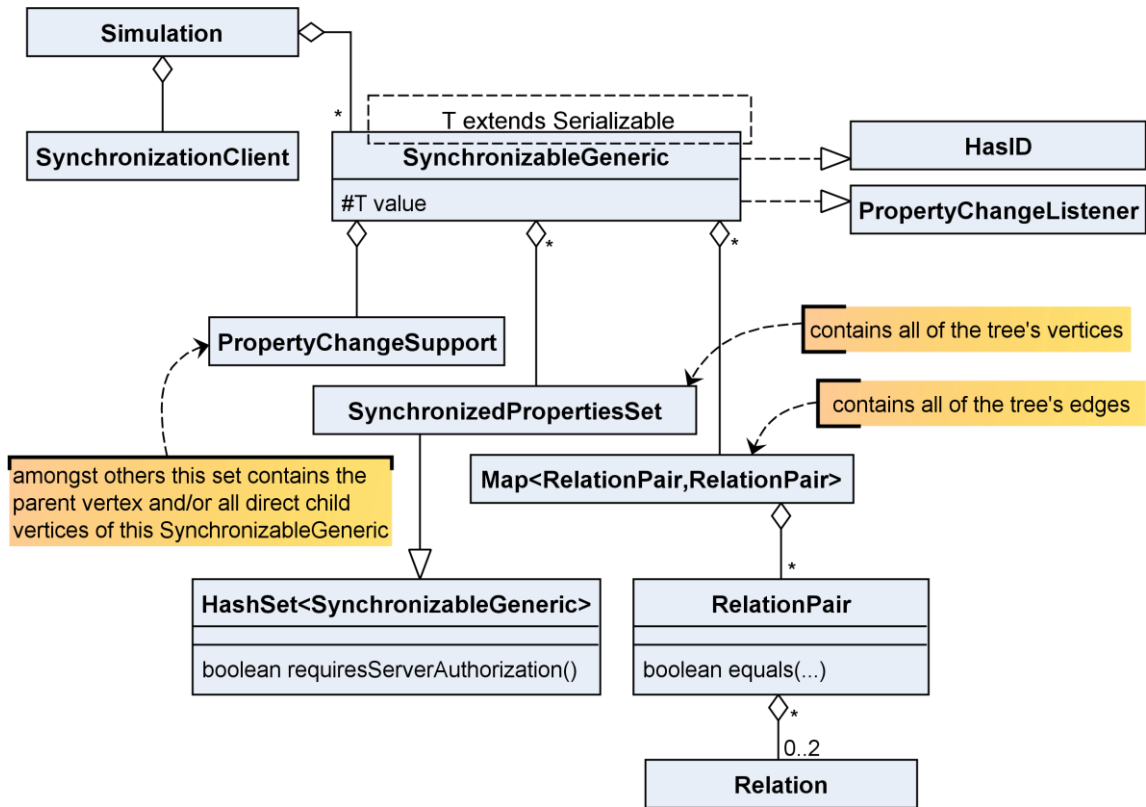 Simulation
SynchronizationClient
*
T extends Serializable
SynchronizableGeneric
#T value
HasID
PropertyChangeListener
*
*
PropertyChangeSupport
contains all of the tree's vertices
SynchronizedPropertiesSet
contains all of the tree's edges
amongst others this set contains the
parent vertex and/or all direct child
vertices of this SynchronizableGeneric
Map<RelationPair,RelationPair>
*
HashSet<SynchronizableGeneric>
boolean requiresServerAuthorization()
RelationPair
boolean equals(...)
*
0..2
Relation